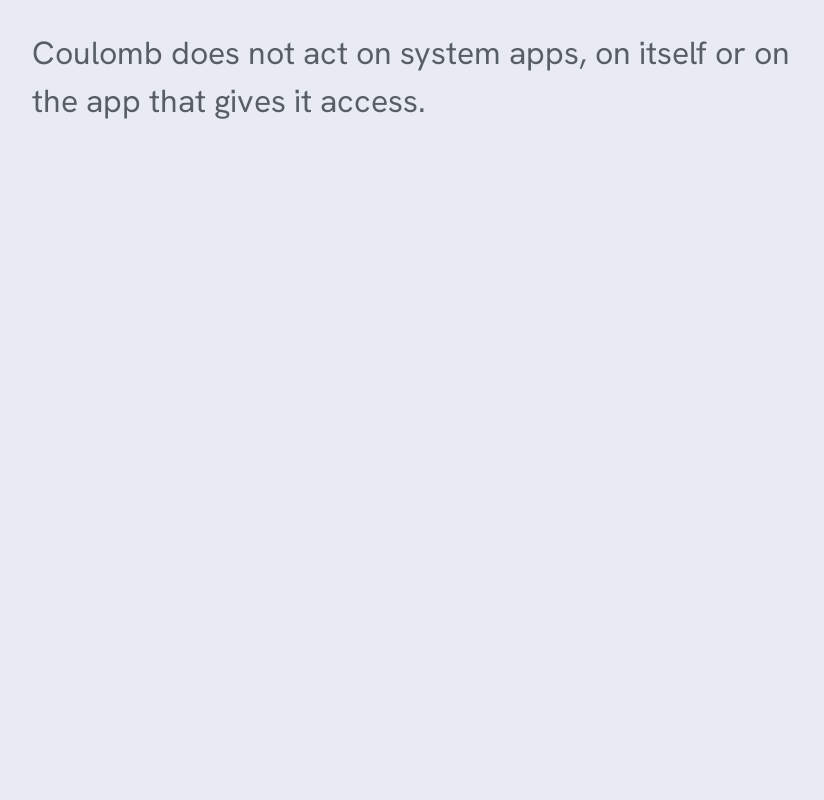 Coulomb does not act on system apps, on itself or on
the app that gives it access.